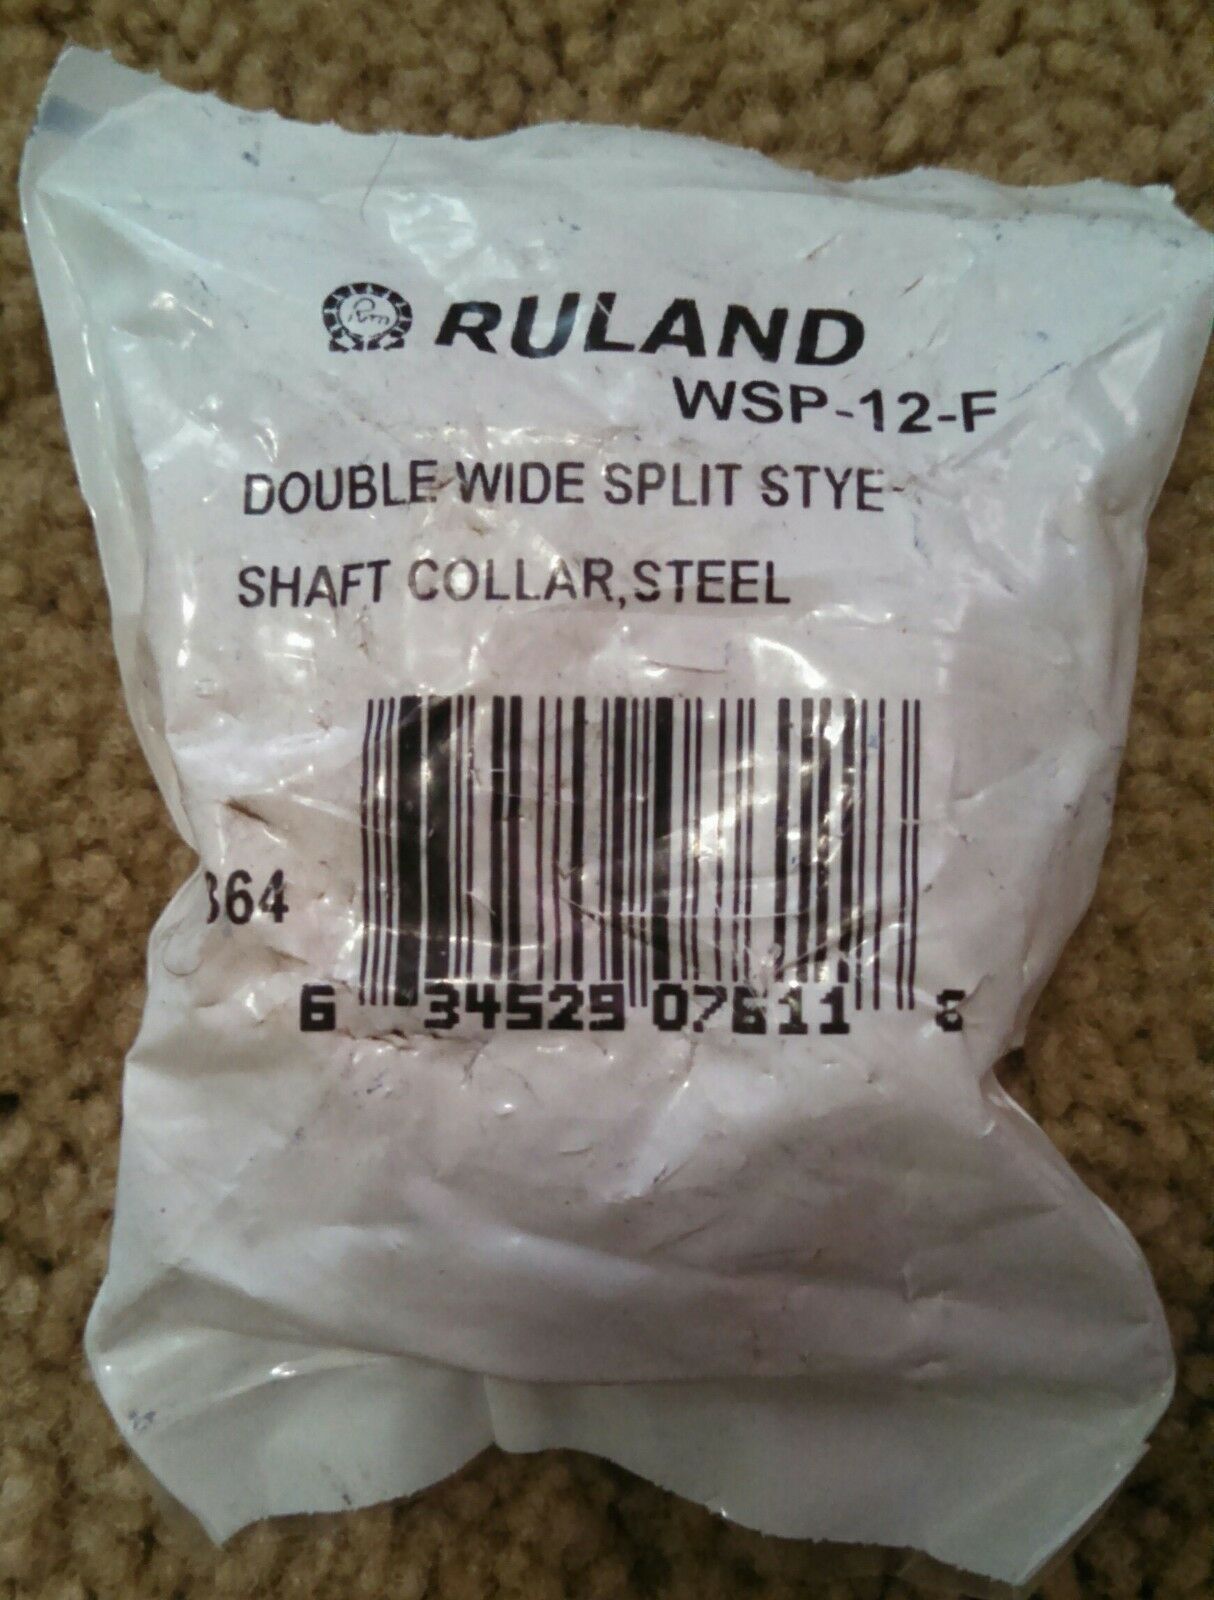 RULAND
WSP-12-F
DOUBLE WIDE SPLIT STYE-
SHAFT COLLAR,STEEL
364
6 34529 07611 8